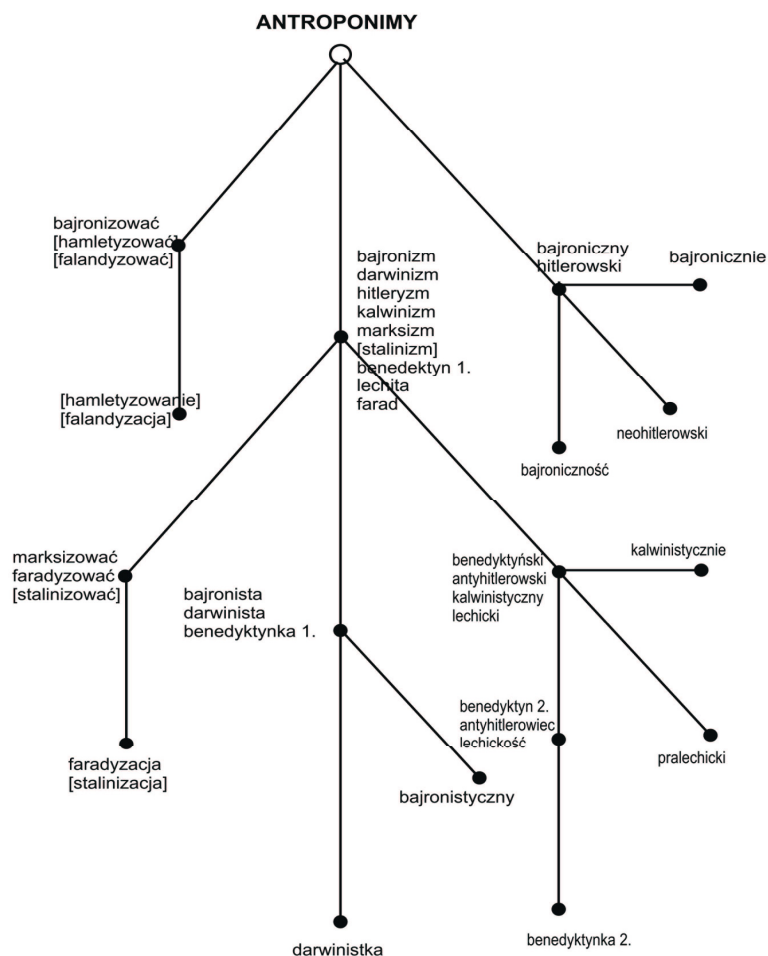 ANTROPONIMY
bajronizować
[hamletyzować]
[falandyzować]
bajronizm
darwinizm
hitleryzm
kalwinizm
marksizm
[stalinizm]
benedektyn 1.
lechita
farad
bajroniczny
hitlerowski
bajronicznie
[hamletyzowanie]
[falandyzacja]
neohitlerowski
bajroniczność
marksizować
faradyzować
[stalinizować]
bajronista
darwinista
benedyktynka 1.
benedyktyński
antyhitlerowski
kalwinistyczny
lechicki
kalwinistycznie
benedyktyn 2.
antyhitlerowiec
lechickość
pralechicki
faradyzacja
[stalinizacja]
bajronistyczny
darwinistka
benedyktynka 2.